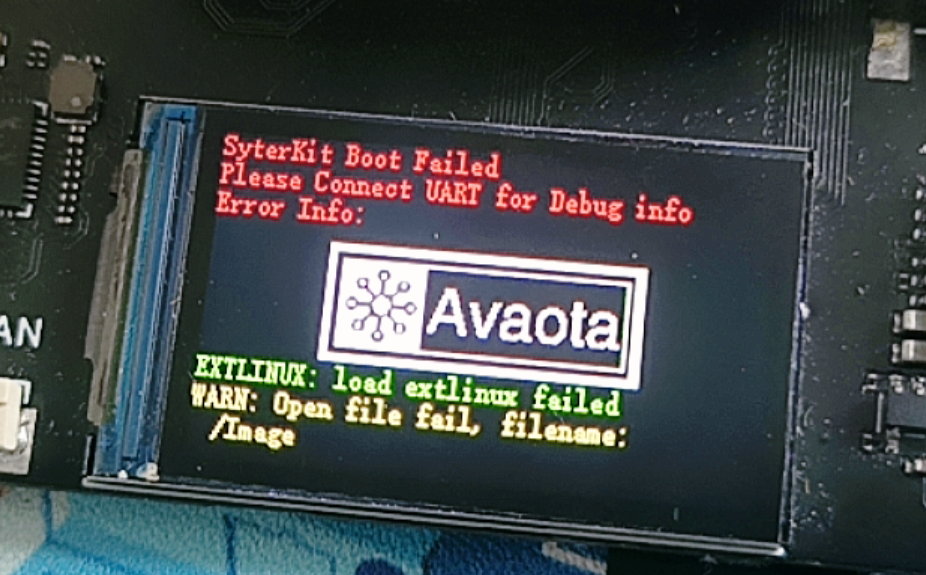 SyterKit Boot Failed
Please Connect UART for Debug info
Error Info:
Avaota
EXTLINUX: load extlinux failed
WARN: Open file fail, filename:
/Image
AN